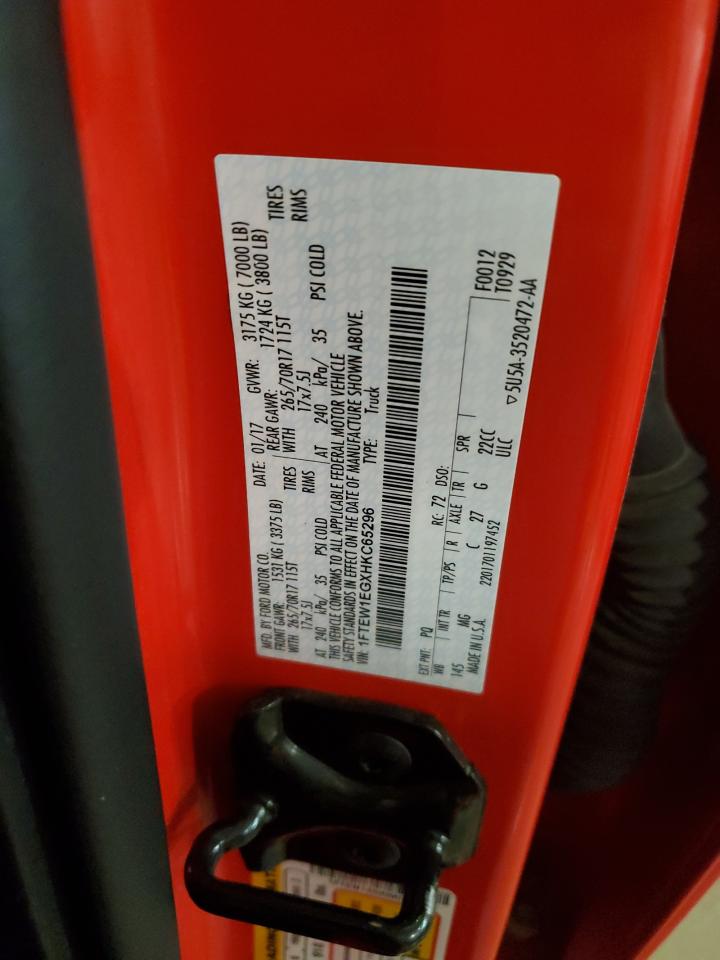 MFD. BY FORD MOTOR CO. DATE: 01/17 GVWR: 3175 KG ( 7000 LB)
FRONT GAWR: 1531 KG ( 3375 LB) REAR GAWR: 1724 KG ( 3800 LB)
WITH 265/70R17 115T TIRES WITH 265/70R17 115T TIRES
17x7.5J RIMS 17x7.5J RIMS
AT 240 kPa/ 35 PSI COLD AT 240 kPa/ 35 PSI COLD
THIS VEHICLE CONFORMS TO ALL APPLICABLE FEDERAL MOTOR VEHICLE
SAFETY STANDARDS IN EFFECT ON THE DATE OF MANUFACTURE SHOWN ABOVE.
VIN: 1FTEW1EGXHKC65296 TYPE: Truck
EXT PNT: PQ RC: 72 DSO: F0012
WB INT TR TP/PS R AXLE TR SPR T0929
145 MG C 27 G 22CC
MADE IN U.S.A. 2201701197452 ULC
▽5U5A-3520472-AA